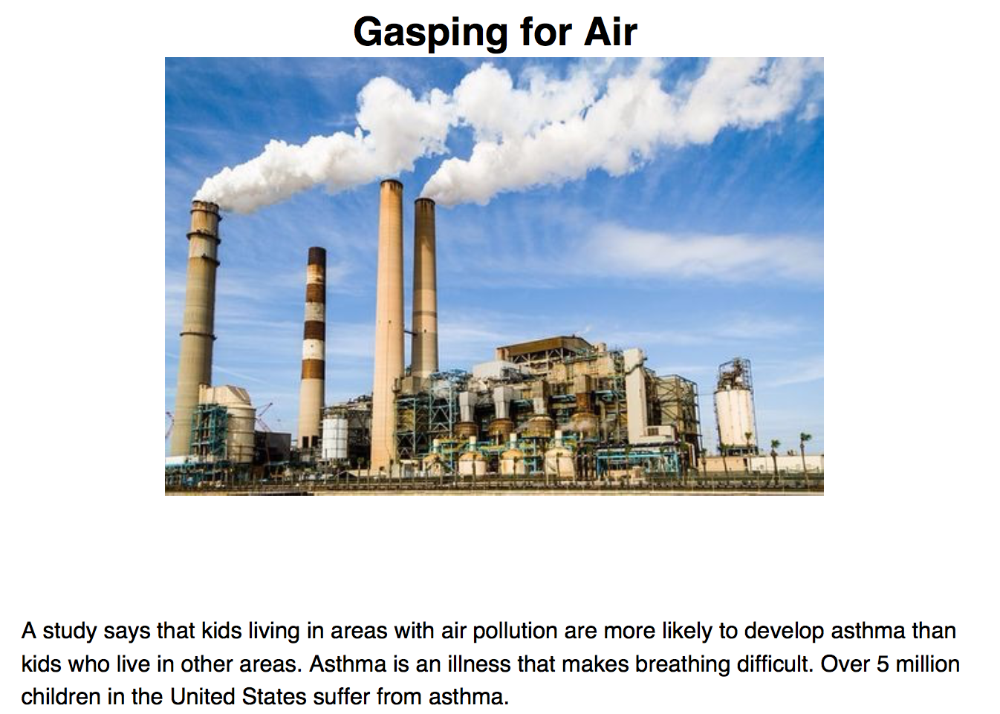 Gasping for Air
A study says that kids living in areas with air pollution are more likely to develop asthma than
kids who live in other areas. Asthma is an illness that makes breathing difficult. Over 5 million
children in the United States suffer from asthma.